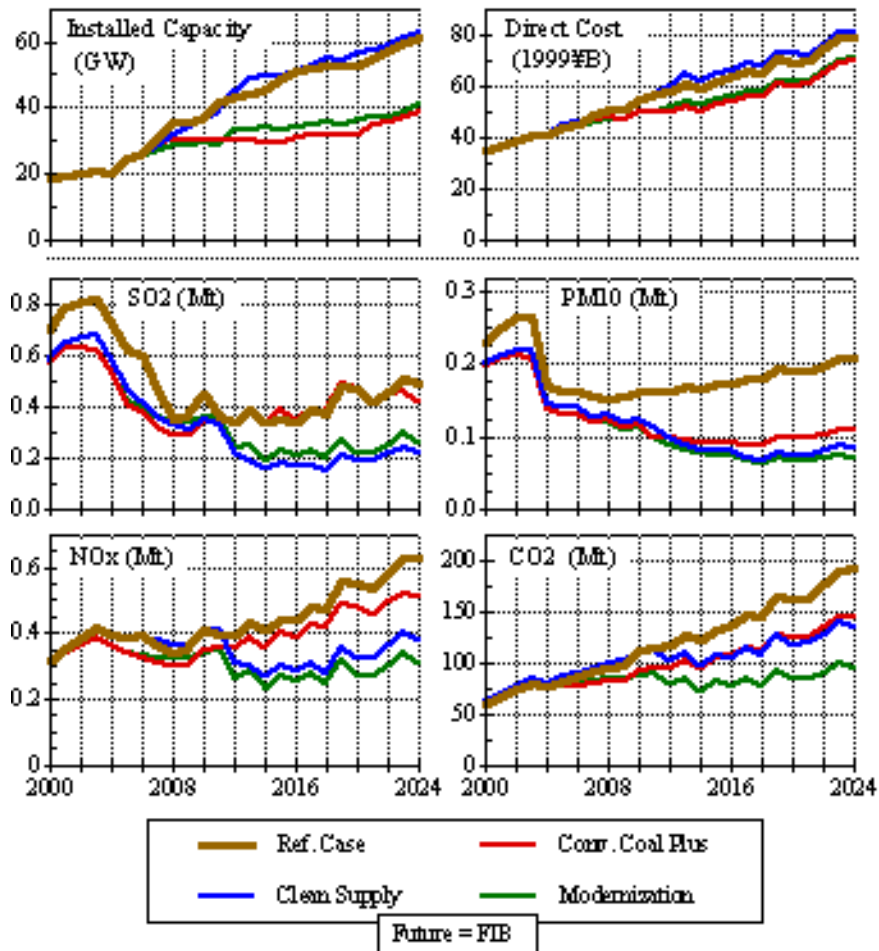 Installed Capacity
(GW)
60
40
20
0
Direct Cost
(1999¥B)
80
60
40
20
0
SO2 (Mt)
0.8
0.6
0.4
0.2
0.0
PM10 (Mt)
0.3
0.2
0.1
0.0
NOx (Mt)
0.6
0.4
0.2
0
2000 2008 2016 2024
CO2 (Mt)
200
150
100
50
0
2000 2008 2016 2024
Ref. Case
Conv. Coal Plus
Clean Supply
Modernization
Future = FIB